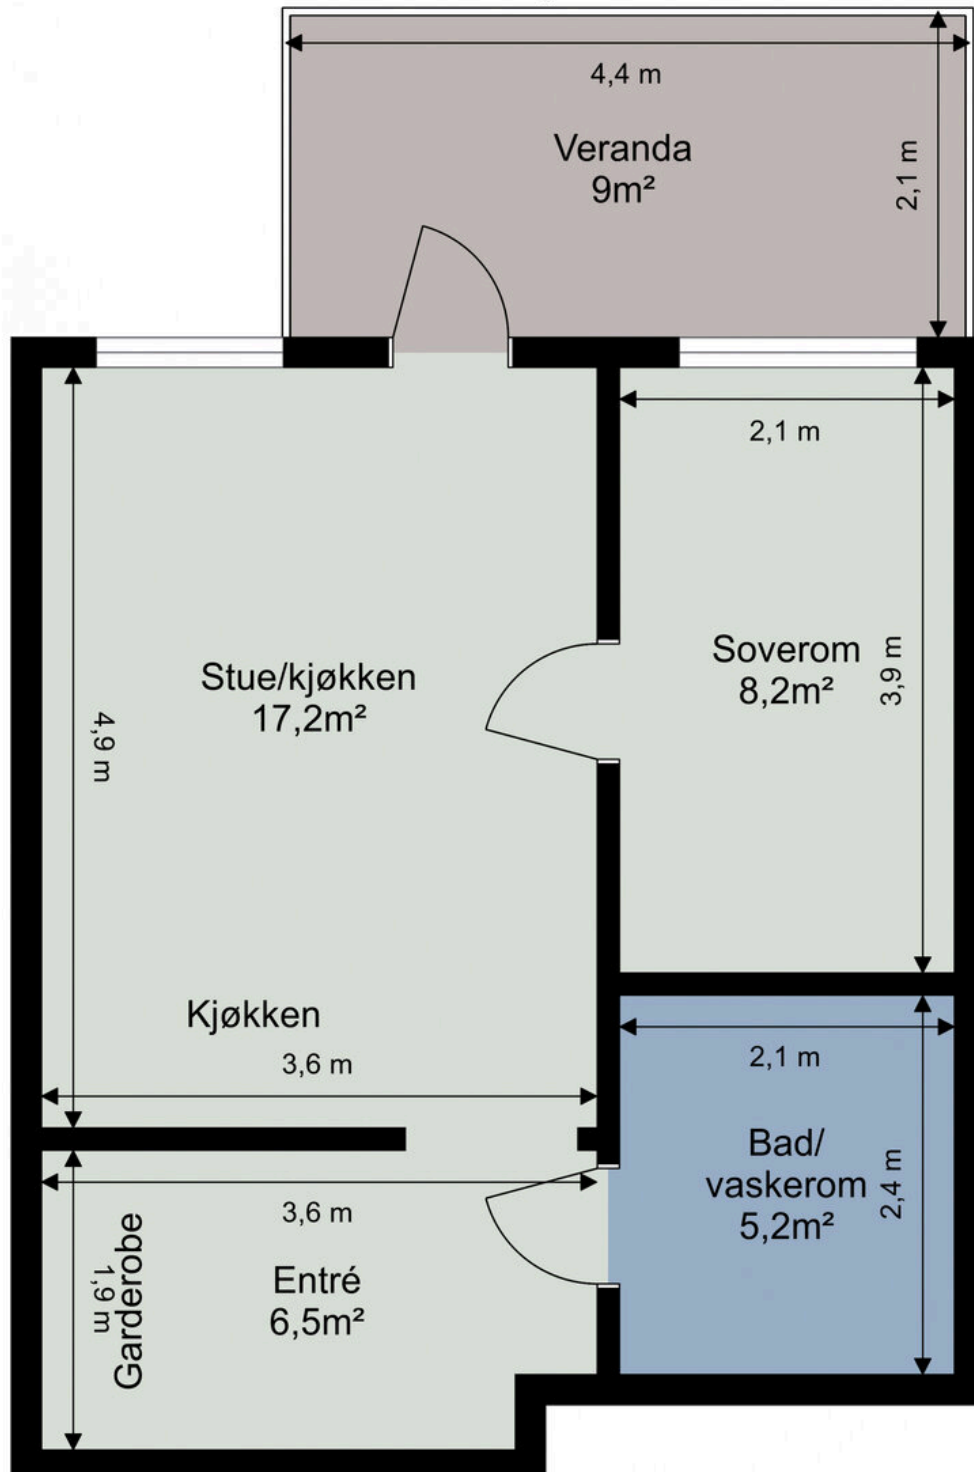 4,4 m
Veranda
9m²
2,1 m
2,1 m
Stue/kjøkken
17,2m²
4,9 m
Soverom
8,2m²
3,9 m
Kjøkken
3,6 m
2,1 m
Bad/
vaskerom
5,2m²
2,4 m
3,6 m
Garderobe
1,9 m
Entré
6,5m²